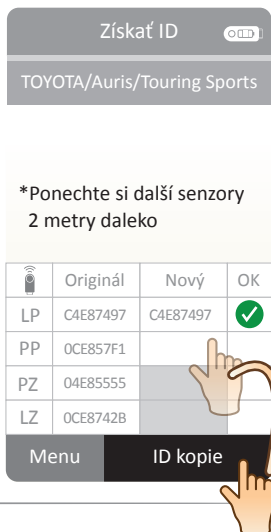 Získať ID
TOYOTA/Auris/Touring Sports
*Ponechte si další senzory
2 metry daleko
Originál Nový OK
LP C4E87497 C4E87497
PP 0CE857F1
PZ 04E85555
LZ 0CE8742B
Menu ID kopie